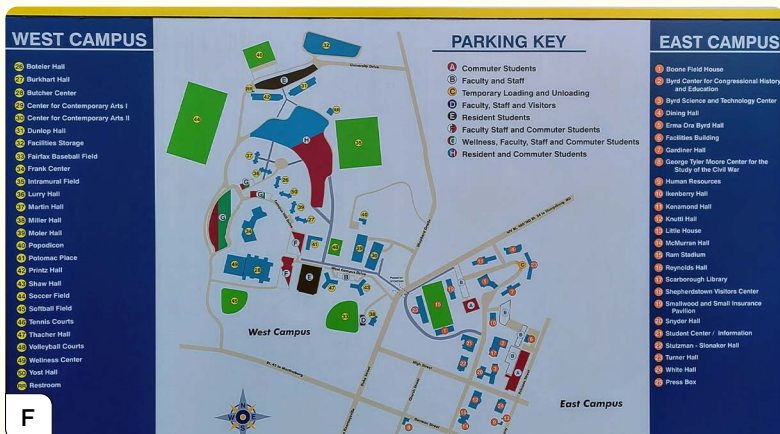 WEST CAMPUS
26 Boteler Hall
27 Burkhart Hall
28 Butcher Center
29 Center for Contemporary Arts I
30 Center for Contemporary Arts II
31 Dunlop Hall
32 Facilities Storage
33 Fairfax Baseball Field
34 Frank Center
35 Intramural Field
36 Lurry Hall
37 Martin Hall
38 Miller Hall
39 Moler Hall
40 Popodicon
41 Potomac Place
42 Printz Hall
43 Shaw Hall
44 Soccer Field
45 Softball Field
46 Tennis Courts
47 Thacher Hall
48 Volleyball Courts
49 Wellness Center
50 Yost Hall
RR Restroom
PARKING KEY
A Commuter Students
B Faculty and Staff
C Temporary Loading and Unloading
D Faculty, Staff and Visitors
E Resident Students
F Faculty Staff and Commuter Students
G Wellness, Faculty, Staff and Commuter Students
H Resident and Commuter Students
University Drive
West Campus Drive
High Street
West Campus
East Campus
N
W E
S
EAST CAMPUS
1 Boone Field House
2 Byrd Center for Congressional History
and Education
3 Byrd Science and Technology Center
4 Dining Hall
5 Erma Ora Byrd Hall
6 Facilities Building
7 Gardiner Hall
8 George Tyler Moore Center for the
Study of the Civil War
9 Human Resources
10 Ikenberry Hall
11 Kenamond Hall
12 Knutti Hall
13 Little House
14 McMurran Hall
15 Ram Stadium
16 Reynolds Hall
17 Scarborough Library
18 Shepherdstown Visitors Center
19 Smallwood and Small Insurance
Pavilion
20 Snyder Hall
21 Student Center / Information
22 Stutzman - Slonaker Hall
23 Turner Hall
24 White Hall
25 Press Box
F